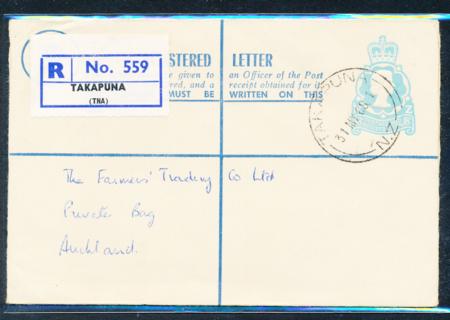 R No. 559
TAKAPUNA
(TNA)
STERED LETTER
e given to an Officer of the Post
red, and a receipt obtained for it
MUST BE WRITTEN ON THIS
TAKAPUNA
N.Z
The Farmers' Trading Co Ltd
Private Bag
Auckland.